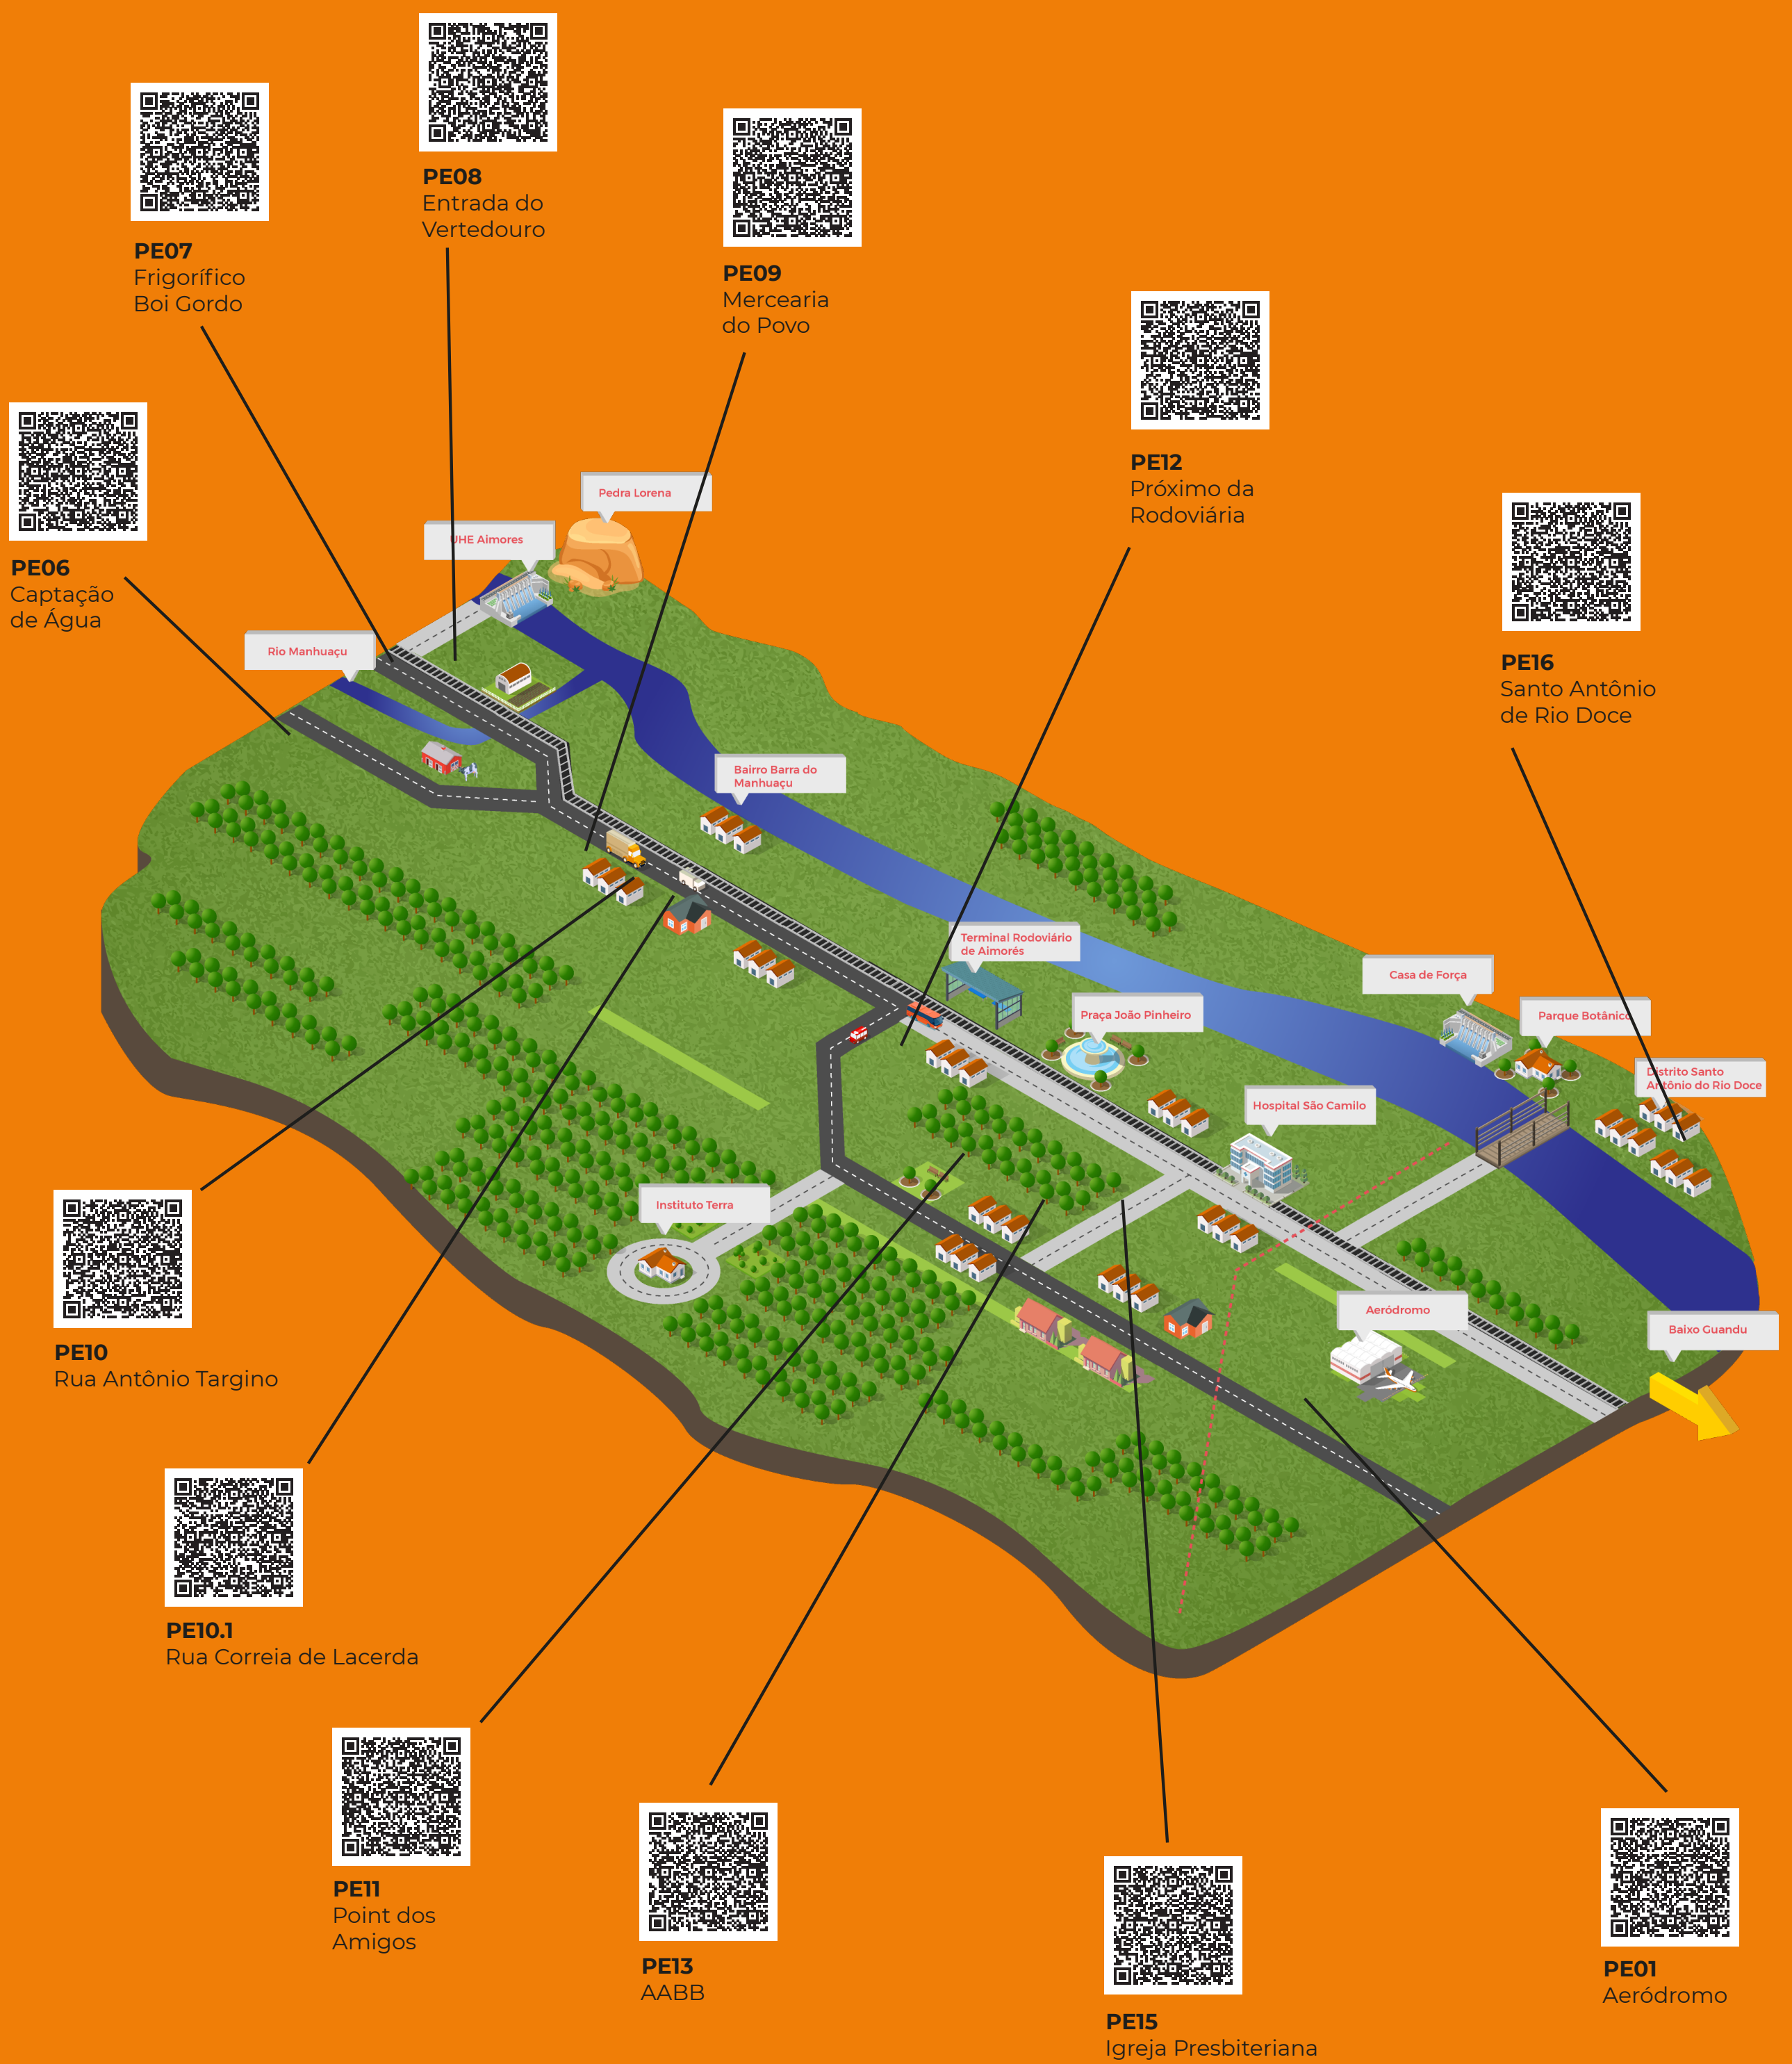 PE08
Entrada do
Vertedouro
PE07
Frigorífico
Boi Gordo
PE09
Mercearia
do Povo
PE12
Próximo da
Rodoviária
PE06
Captação
de Água
PE16
Santo Antônio
de Rio Doce
Pedra Lorena
UHE Aimores
Rio Manhuaçu
Bairro Barra do
Manhuaçu
Terminal Rodoviário
de Aimorés
Casa de Força
Praça João Pinheiro
Parque Botânico
Distrito Santo
Antônio do Rio Doce
Hospital São Camilo
Instituto Terra
Aeródromo
Baixo Guandu
PE10
Rua Antônio Targino
PE10.1
Rua Correia de Lacerda
PE11
Point dos
Amigos
PE13
AABB
PE15
Igreja Presbiteriana
PE01
Aeródromo